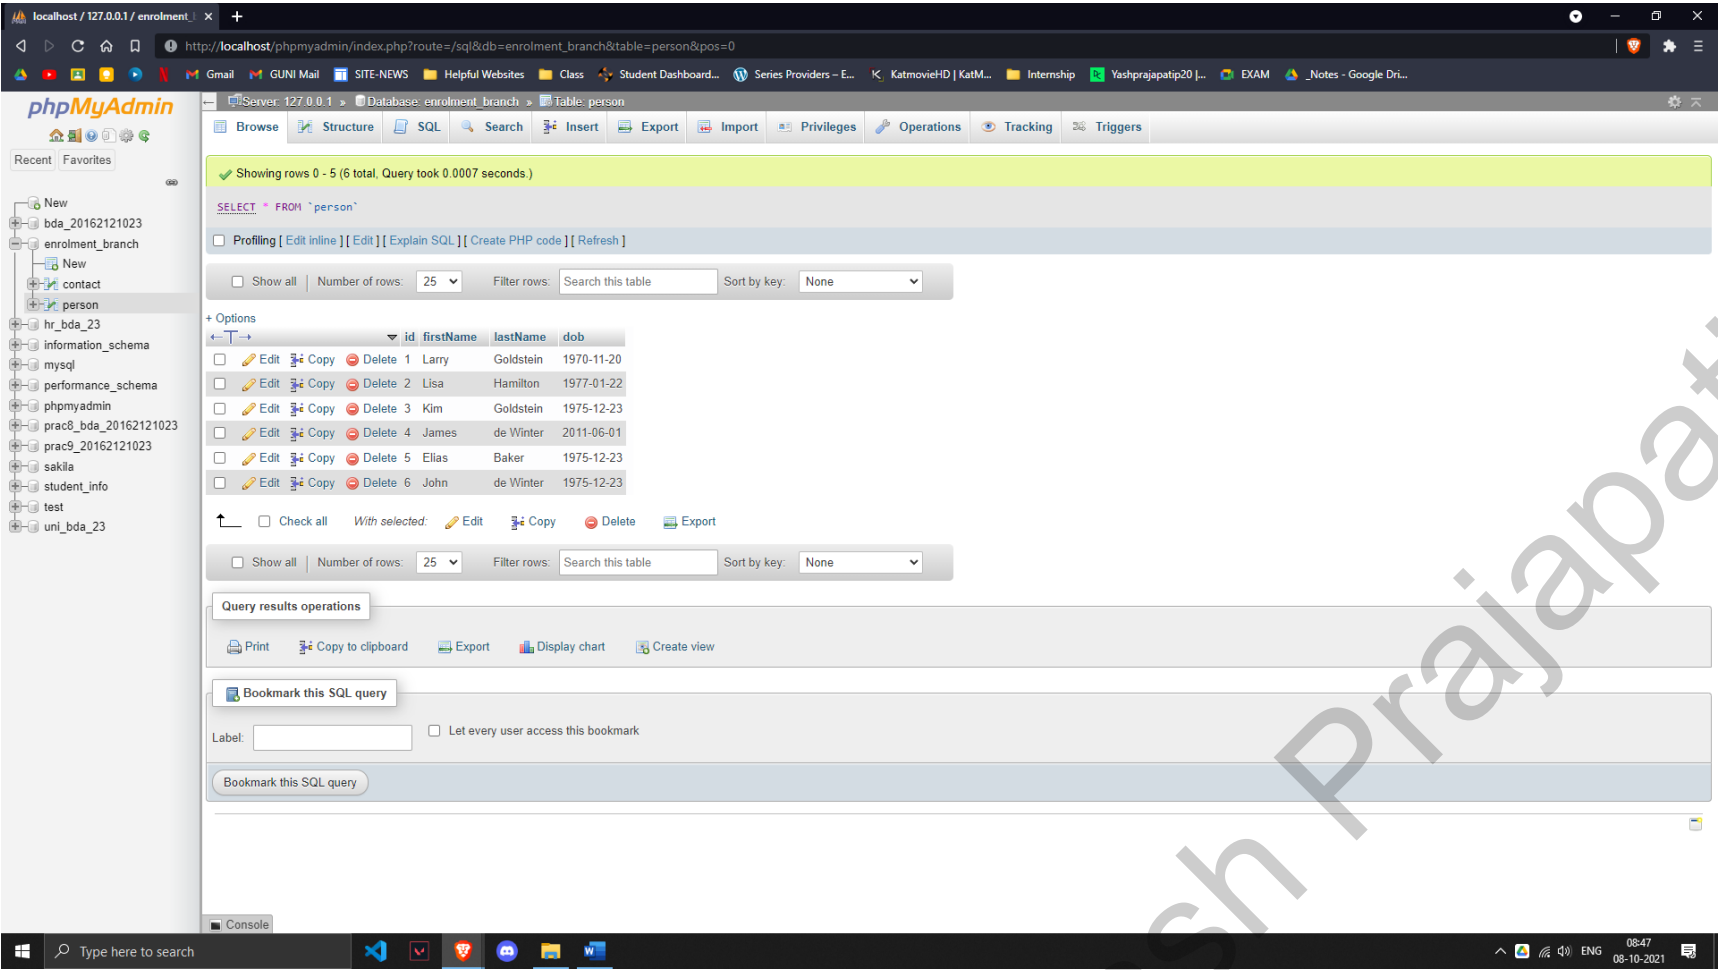 localhost / 127.0.0.1 / enrolment_
http://localhost/phpmyadmin/index.php?route=/sql&db=enrolment_branch&table=person&pos=0
Gmail GUNI Mail SITE-NEWS Helpful Websites Class Student Dashboard... Series Providers – E... KatmovieHD | KatM... Internship Yashprajapatip20 |... EXAM _Notes - Google Dri...
phpMyAdmin
Recent Favorites
New
bda_20162121023
enrolment_branch
New
contact
person
hr_bda_23
information_schema
mysql
performance_schema
phpmyadmin
prac8_bda_20162121023
prac9_20162121023
sakila
student_info
test
uni_bda_23
Server: 127.0.0.1 » Database: enrolment_branch » Table: person
Browse Structure SQL Search Insert Export Import Privileges Operations Tracking Triggers
Showing rows 0 - 5 (6 total, Query took 0.0007 seconds.)
SELECT * FROM `person`
Profiling [ Edit inline ] [ Edit ] [ Explain SQL ] [ Create PHP code ] [ Refresh ]
Show all | Number of rows: 25 Filter rows: Search this table Sort by key: None
+ Options
id firstName lastName dob
Edit Copy Delete 1 Larry Goldstein 1970-11-20
Edit Copy Delete 2 Lisa Hamilton 1977-01-22
Edit Copy Delete 3 Kim Goldstein 1975-12-23
Edit Copy Delete 4 James de Winter 2011-06-01
Edit Copy Delete 5 Elias Baker 1975-12-23
Edit Copy Delete 6 John de Winter 1975-12-23
Check all With selected: Edit Copy Delete Export
Show all | Number of rows: 25 Filter rows: Search this table Sort by key: None
Query results operations
Print Copy to clipboard Export Display chart Create view
Bookmark this SQL query
Label: Let every user access this bookmark
Bookmark this SQL query
Console
Type here to search
ENG 08:47
08-10-2021
sh Prajapati